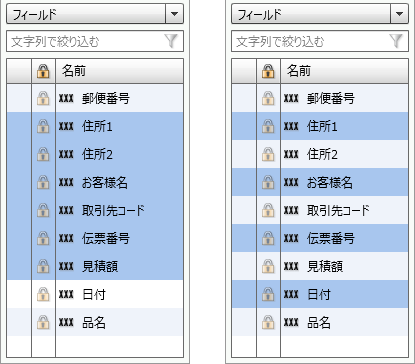 フィールド
文字列で絞り込む
名前
XXX 郵便番号
XXX 住所1
XXX 住所2
XXX お客様名
XXX 取引先コード
XXX 伝票番号
XXX 見積額
XXX 日付
XXX 品名
フィールド
文字列で絞り込む
名前
XXX 郵便番号
XXX 住所1
XXX 住所2
XXX お客様名
XXX 取引先コード
XXX 伝票番号
XXX 見積額
XXX 日付
XXX 品名